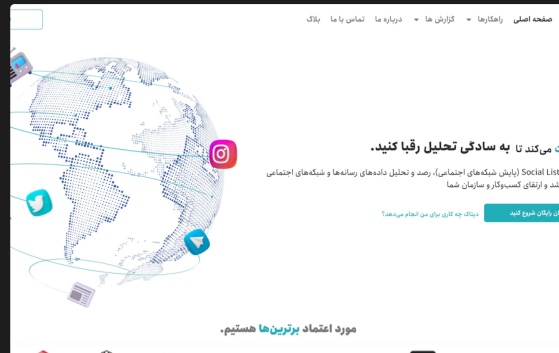 صفحه اصلی راهکارها گزارش ها درباره ما تماس با ما بلاگ
می‌کند تا به سادگی تحلیل رقبا کنید.
Social List (پایش شبکه‌های اجتماعی)، رصد و تحلیل داده‌های رسانه‌ها و شبکه‌های اجتماعی
شد و ارتقای کسب‌وکار و سازمان شما
رایگان شروع کنید
دیتاک چه کاری برای من انجام می‌دهد؟
مورد اعتماد برترین‌ها هستیم.